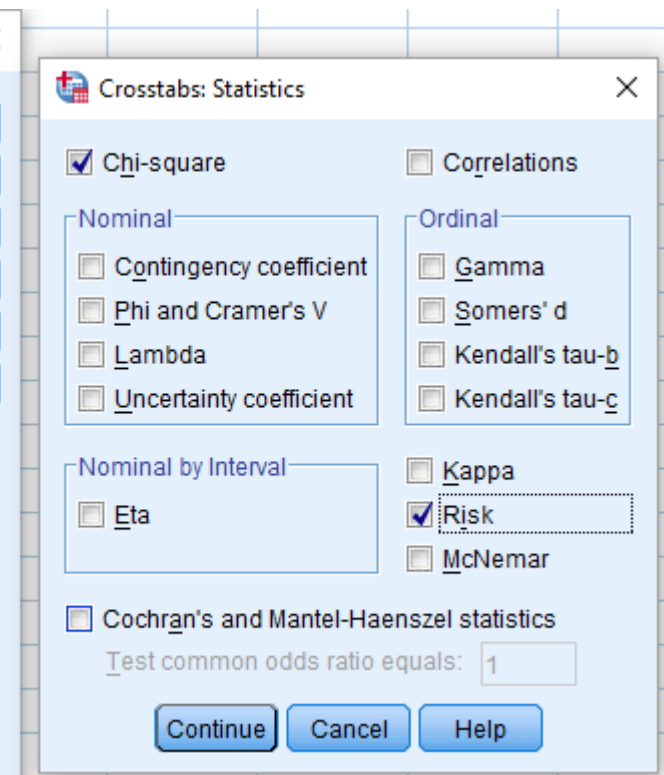 Crosstabs: Statistics
Chi-square
Correlations
Nominal
Contingency coefficient
Phi and Cramer's V
Lambda
Uncertainty coefficient
Ordinal
Gamma
Somers' d
Kendall's tau-b
Kendall's tau-c
Nominal by Interval
Eta
Kappa
Risk
McNemar
Cochran's and Mantel-Haenszel statistics
Test common odds ratio equals: 1
Continue Cancel Help